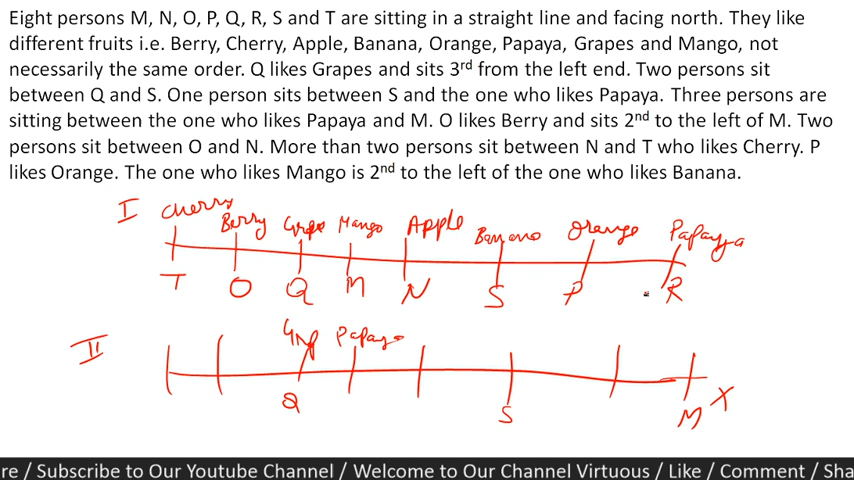 Eight persons M, N, O, P, Q, R, S and T are sitting in a straight line and facing north. They like
different fruits i.e. Berry, Cherry, Apple, Banana, Orange, Papaya, Grapes and Mango, not
necessarily the same order. Q likes Grapes and sits 3rd from the left end. Two persons sit
between Q and S. One person sits between S and the one who likes Papaya. Three persons are
sitting between the one who likes Papaya and M. O likes Berry and sits 2nd to the left of M. Two
persons sit between O and N. More than two persons sit between N and T who likes Cherry. P
likes Orange. The one who likes Mango is 2nd to the left of the one who likes Banana.
I Cherry Berry Mango Apple Banana Orange Papaya
T O Q M N S P R
II Papaya
Q S M X
re / Subscribe to Our Youtube Channel / Welcome to Our Channel Virtuous / Like / Comment / Sha